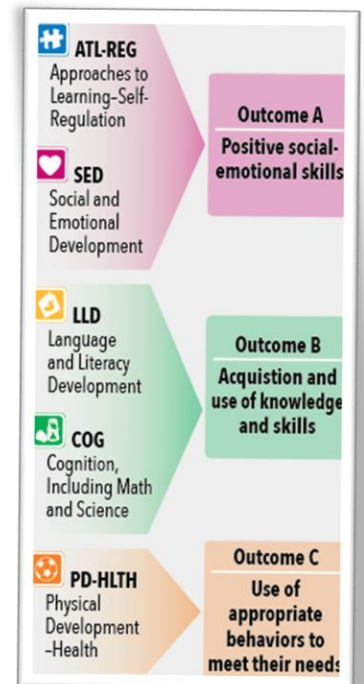 ATL-REG
Approaches to
Learning–Self-
Regulation
SED
Social and
Emotional
Development
Outcome A
Positive social-
emotional skills
LLD
Language
and Literacy
Development
COG
Cognition,
Including Math
and Science
Outcome B
Acquistion and
use of knowledge
and skills
PD-HLTH
Physical
Development
–Health
Outcome C
Use of
appropriate
behaviors to
meet their needs